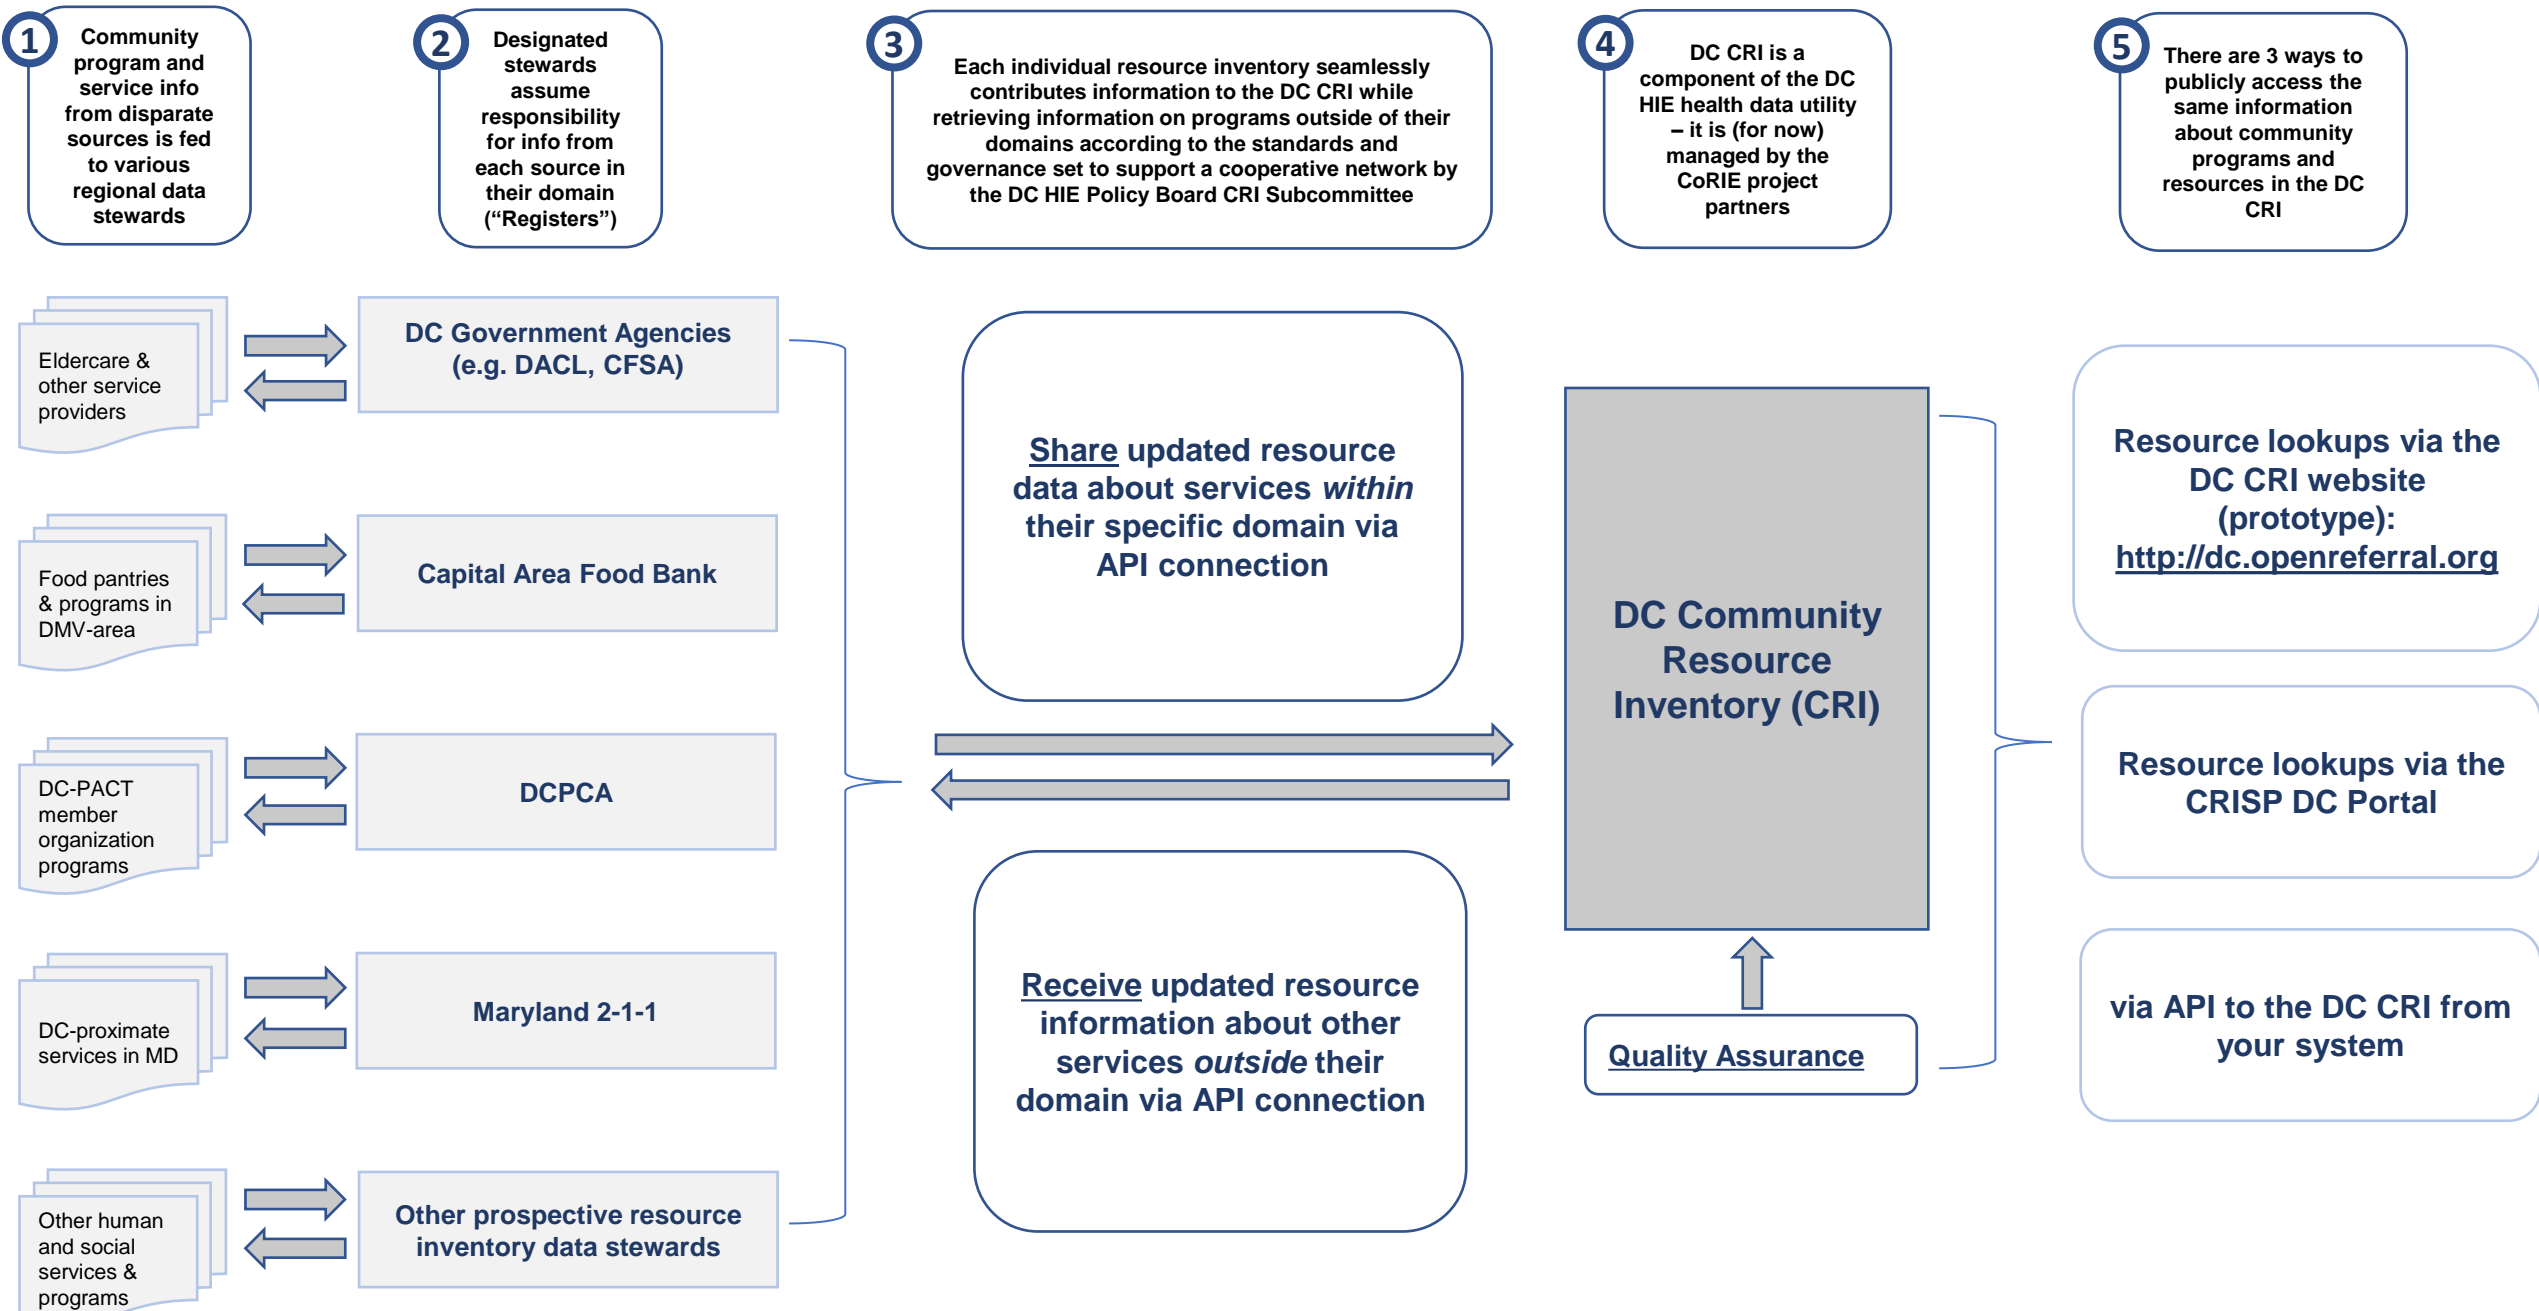 1
Community
program and
service info
from disparate
sources is fed
to various
regional data
stewards
2
Designated
stewards
assume
responsibility
for info from
each source in
their domain
(“Registers”)
3
Each individual resource inventory seamlessly
contributes information to the DC CRI while
retrieving information on programs outside of their
domains according to the standards and
governance set to support a cooperative network by
the DC HIE Policy Board CRI Subcommittee
4
DC CRI is a
component of the DC
HIE health data utility
– it is (for now)
managed by the
CoRIE project
partners
5
There are 3 ways to
publicly access the
same information
about community
programs and
resources in the DC
CRI
Eldercare &
other service
providers
DC Government Agencies
(e.g. DACL, CFSA)
Food pantries
& programs in
DMV-area
Capital Area Food Bank
DC-PACT
member
organization
programs
DCPCA
DC-proximate
services in MD
Maryland 2-1-1
Other human
and social
services &
programs
Other prospective resource
inventory data stewards
Share updated resource
data about services within
their specific domain via
API connection
Receive updated resource
information about other
services outside their
domain via API connection
DC Community
Resource
Inventory (CRI)
Quality Assurance
Resource lookups via the
DC CRI website
(prototype):
http://dc.openreferral.org
Resource lookups via the
CRISP DC Portal
via API to the DC CRI from
your system